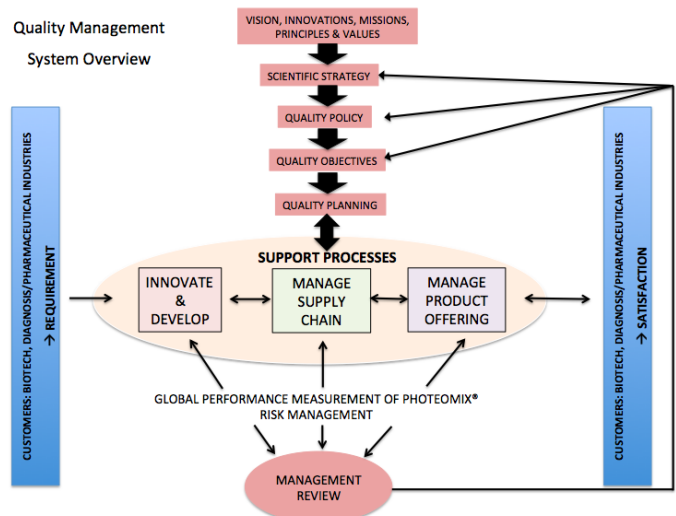 Quality Management
System Overview
VISION, INNOVATIONS, MISSIONS,
PRINCIPLES & VALUES
SCIENTIFIC STRATEGY
QUALITY POLICY
QUALITY OBJECTIVES
QUALITY PLANNING
CUSTOMERS: BIOTECH, DIAGNOSIS/PHARMACEUTICAL INDUSTRIES
→ REQUIREMENT
SUPPORT PROCESSES
INNOVATE
&
DEVELOP
MANAGE
SUPPLY
CHAIN
MANAGE
PRODUCT
OFFERING
CUSTOMERS: BIOTECH, DIAGNOSIS/PHARMACEUTICAL INDUSTRIES
→ SATISFACTION
GLOBAL PERFORMANCE MEASUREMENT OF PHOTEOMIX®
RISK MANAGEMENT
MANAGEMENT
REVIEW